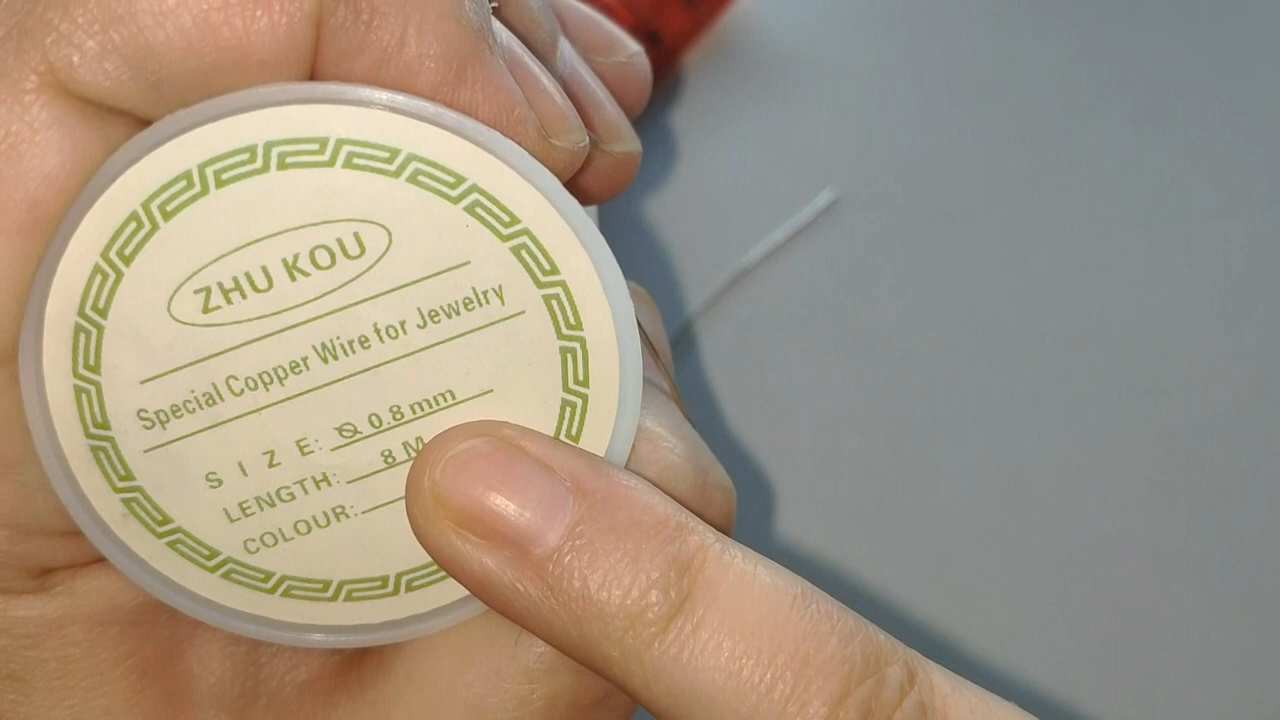 ZHU KOU
Special Copper Wire for Jewelry
SIZE: Ø 0.8 mm
LENGTH: 8 M
COLOUR: